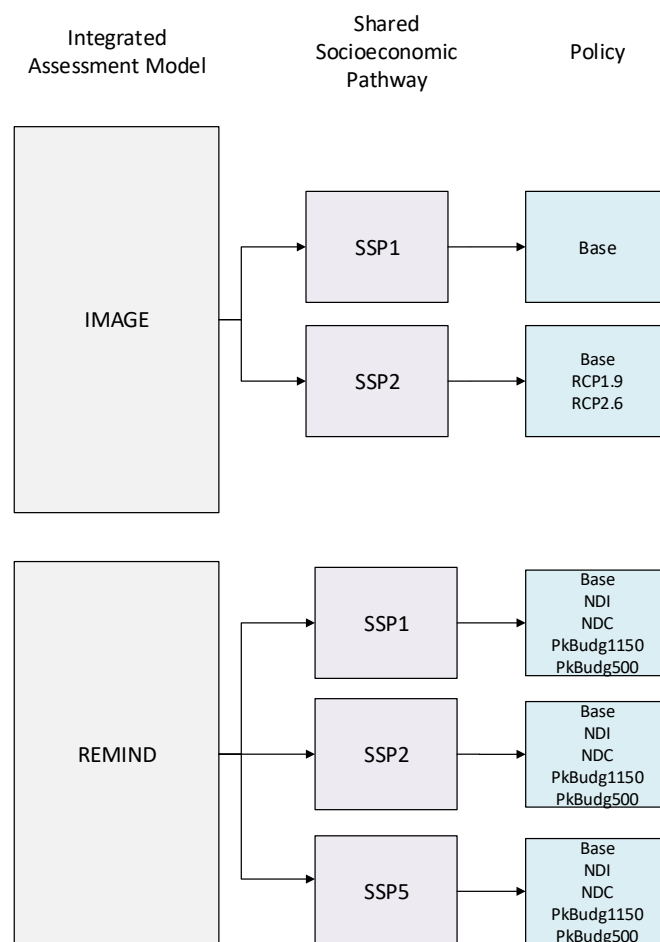 Integrated
Assessment Model
Shared
Socioeconomic
Pathway
Policy
IMAGE
SSP1
Base
SSP2
Base
RCP1.9
RCP2.6
REMIND
SSP1
Base
NDI
NDC
PkBudg1150
PkBudg500
SSP2
Base
NDI
NDC
PkBudg1150
PkBudg500
SSP5
Base
NDI
NDC
PkBudg1150
PkBudg500